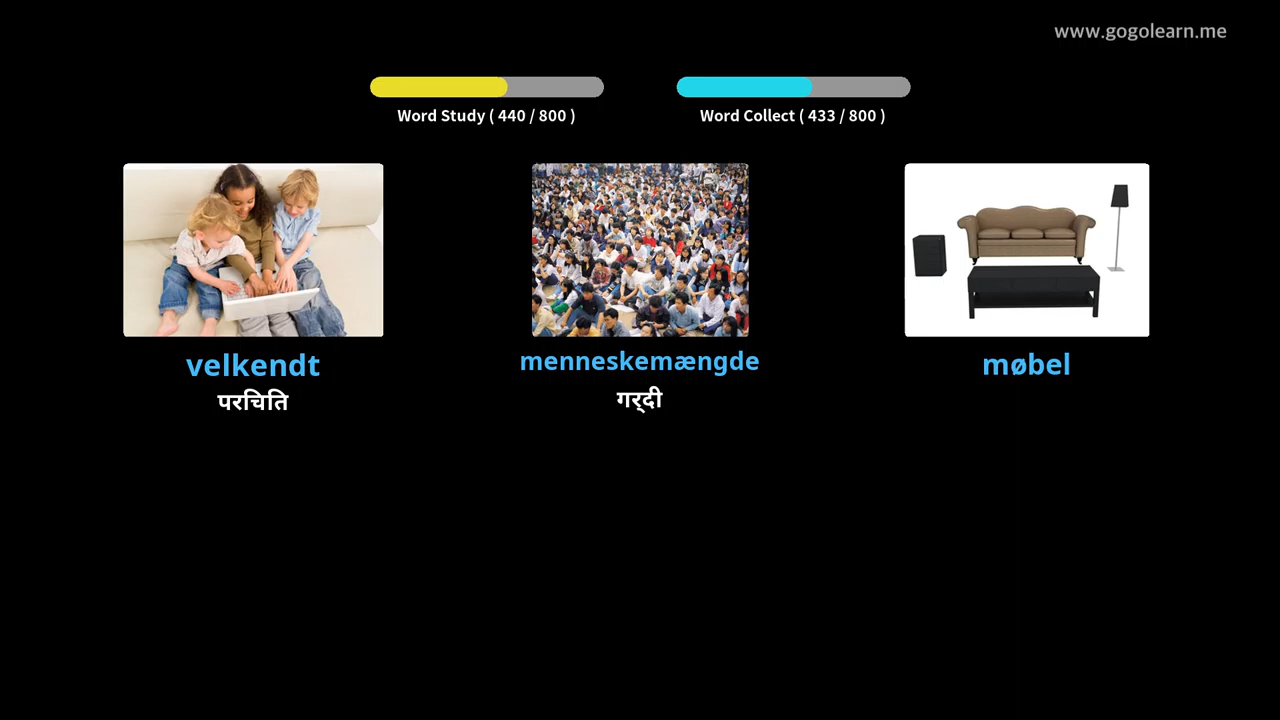 www.gogolearn.me
Word Study ( 440 / 800 )
Word Collect ( 433 / 800 )
velkendt
menneskemængde
møbel
परिचिति
गर्दी